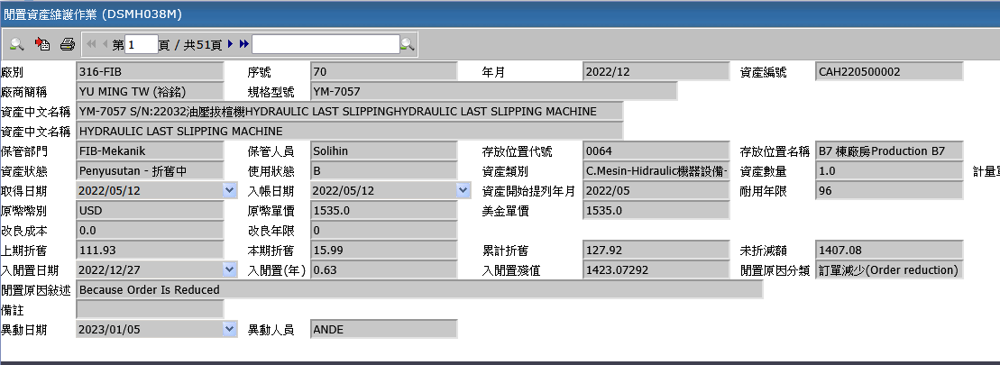 閒置資產維護作業 (DSMH038M)
第 1 頁 / 共51頁
廠別 316-FIB 序號 70 年月 2022/12 資產編號 CAH220500002
廠商簡稱 YU MING TW (裕銘) 規格型號 YM-7057
資產中文名稱 YM-7057 S/N:22032油壓拔楦機HYDRAULIC LAST SLIPPINGHYDRAULIC LAST SLIPPING MACHINE
資產中文名稱 HYDRAULIC LAST SLIPPING MACHINE
保管部門 FIB-Mekanik 保管人員 Solihin 存放位置代號 0064 存放位置名稱 B7 棟廠房Production B7
資產狀態 Penyusutan - 折舊中 使用狀態 B 資產類別 C.Mesin-Hidraulic機器設備- 資產數量 1.0 計量
取得日期 2022/05/12 入帳日期 2022/05/12 資產開始提列年月 2022/05 耐用年限 96
原幣幣別 USD 原幣單價 1535.0 美金單價 1535.0
改良成本 0.0 改良年限 0
上期折舊 111.93 本期折舊 15.99 累計折舊 127.92 未折減額 1407.08
入閒置日期 2022/12/27 入閒置(年) 0.63 入閒置殘值 1423.07292 閒置原因分類 訂單減少(Order reduction)
閒置原因敍述 Because Order Is Reduced
備註
異動日期 2023/01/05 異動人員 ANDE